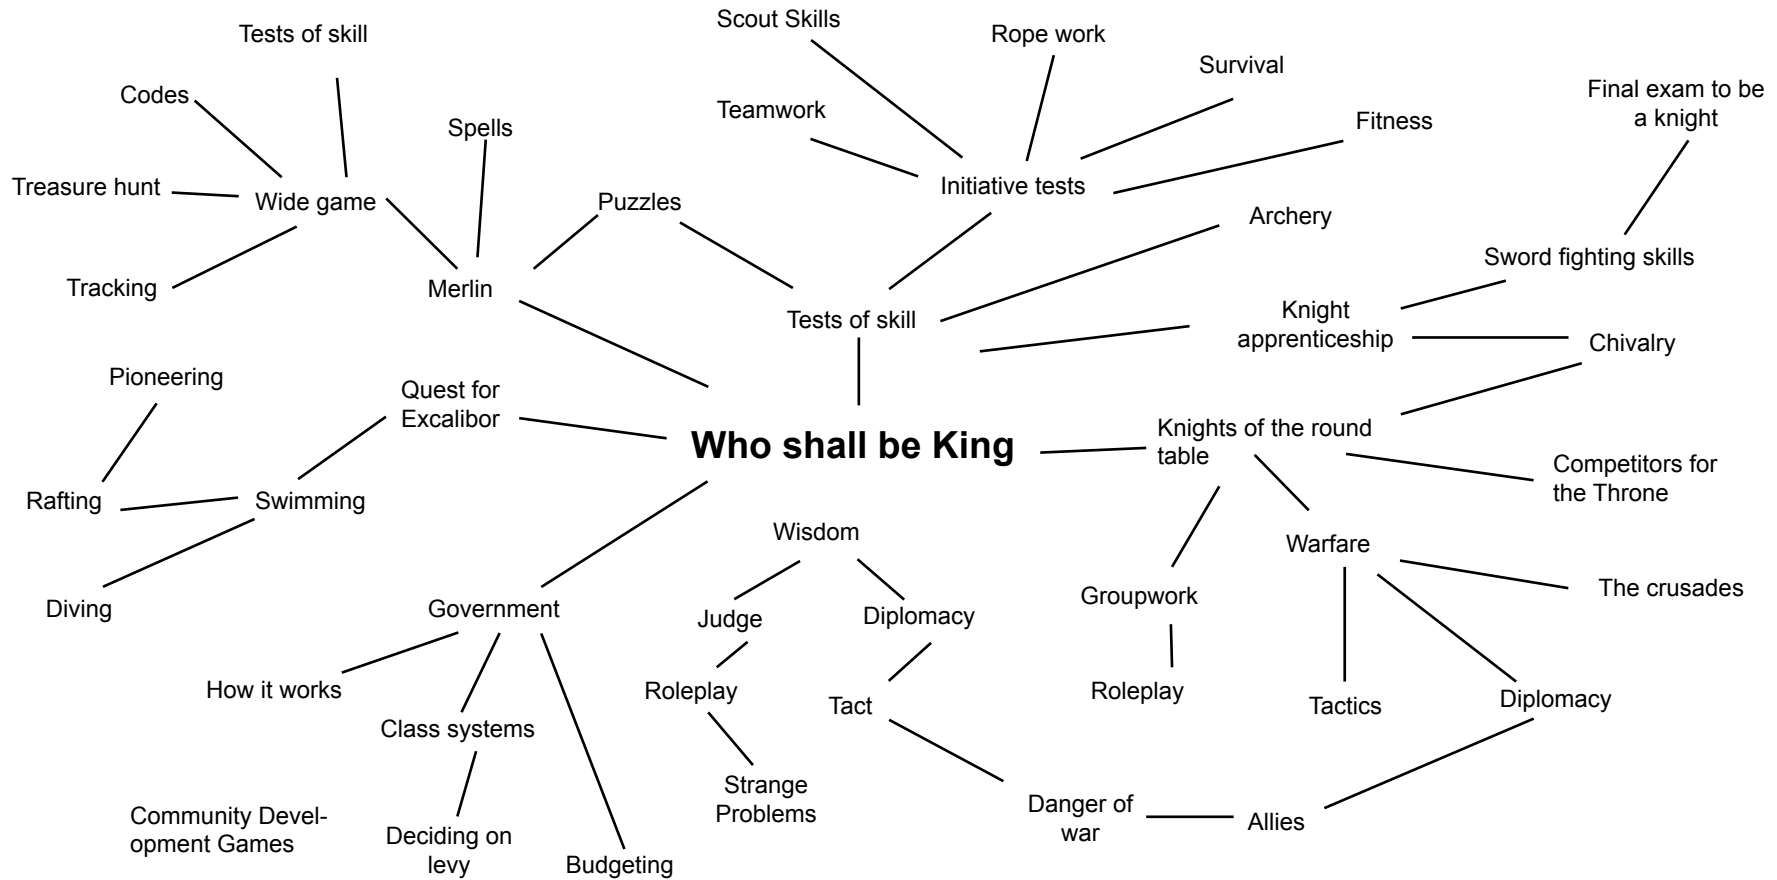 Scout Skills
Tests of skill
Rope work
Survival
Final exam to be
a knight
Codes
Teamwork
Spells
Fitness
Treasure hunt
Wide game
Puzzles
Initiative tests
Archery
Sword fighting skills
Tracking
Merlin
Tests of skill
Knight
apprenticeship
Chivalry
Pioneering
Quest for
Excalibor
Who shall be King
Knights of the round
table
Competitors for
the Throne
Rafting
Swimming
Wisdom
Warfare
Diving
Government
Judge
Diplomacy
Groupwork
The crusades
How it works
Roleplay
Tact
Roleplay
Tactics
Diplomacy
Class systems
Strange
Problems
Danger of
war
Allies
Community Devel-
opment Games
Deciding on
levy
Budgeting